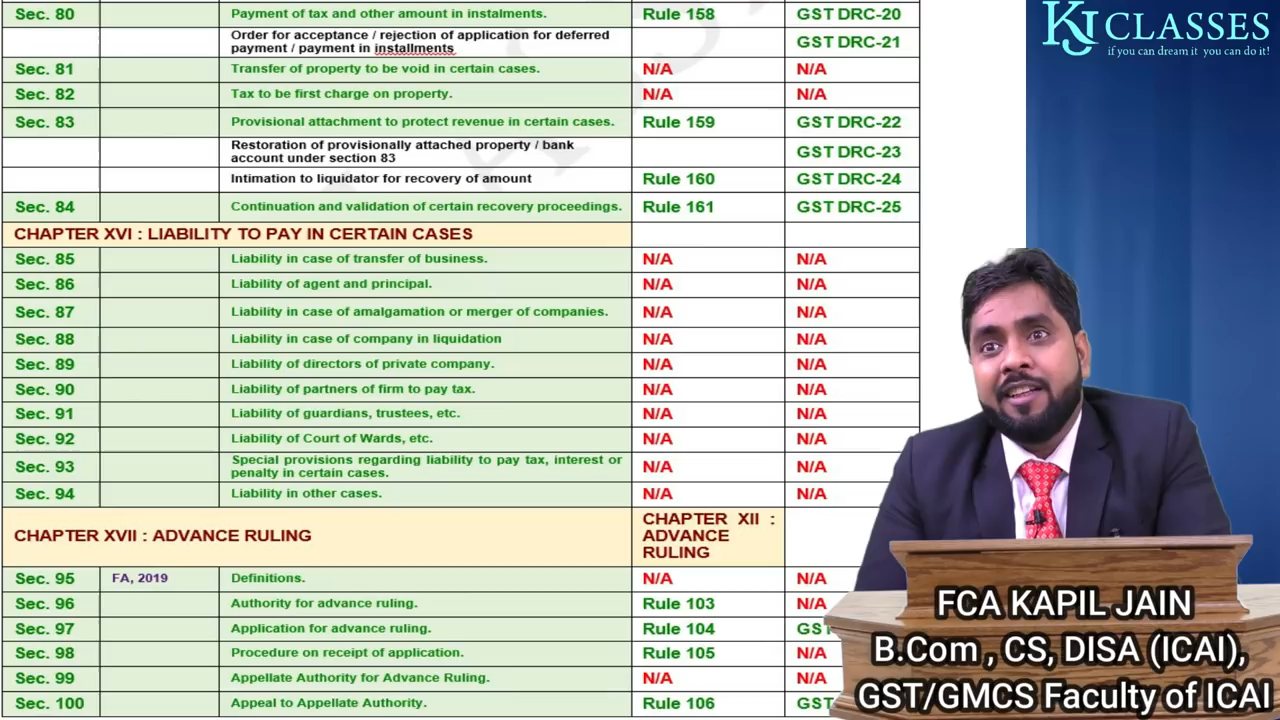 Sec. 80 Payment of tax and other amount in instalments. Rule 158 GST DRC-20
Order for acceptance / rejection of application for deferred
payment / payment in installments GST DRC-21
Sec. 81 Transfer of property to be void in certain cases. N/A N/A
Sec. 82 Tax to be first charge on property. N/A N/A
Sec. 83 Provisional attachment to protect revenue in certain cases. Rule 159 GST DRC-22
Restoration of provisionally attached property / bank
account under section 83 GST DRC-23
Intimation to liquidator for recovery of amount Rule 160 GST DRC-24
Sec. 84 Continuation and validation of certain recovery proceedings. Rule 161 GST DRC-25
CHAPTER XVI : LIABILITY TO PAY IN CERTAIN CASES
Sec. 85 Liability in case of transfer of business. N/A N/A
Sec. 86 Liability of agent and principal. N/A N/A
Sec. 87 Liability in case of amalgamation or merger of companies. N/A N/A
Sec. 88 Liability in case of company in liquidation N/A N/A
Sec. 89 Liability of directors of private company. N/A N/A
Sec. 90 Liability of partners of firm to pay tax. N/A N/A
Sec. 91 Liability of guardians, trustees, etc. N/A N/A
Sec. 92 Liability of Court of Wards, etc. N/A N/A
Sec. 93 Special provisions regarding liability to pay tax, interest or
penalty in certain cases. N/A N/A
Sec. 94 Liability in other cases. N/A N/A
CHAPTER XVII : ADVANCE RULING
CHAPTER XII :
ADVANCE
RULING
Sec. 95 FA, 2019 Definitions. N/A N/A
Sec. 96 Authority for advance ruling. Rule 103 N/A
Sec. 97 Application for advance ruling. Rule 104 GST
Sec. 98 Procedure on receipt of application. Rule 105 N/A
Sec. 99 Appellate Authority for Advance Ruling. N/A N/A
Sec. 100 Appeal to Appellate Authority. Rule 106 GST
KJ CLASSES
if you can dream it you can do it!
FCA KAPIL JAIN
B.Com , CS, DISA (ICAI),
GST/GMCS Faculty of ICAI